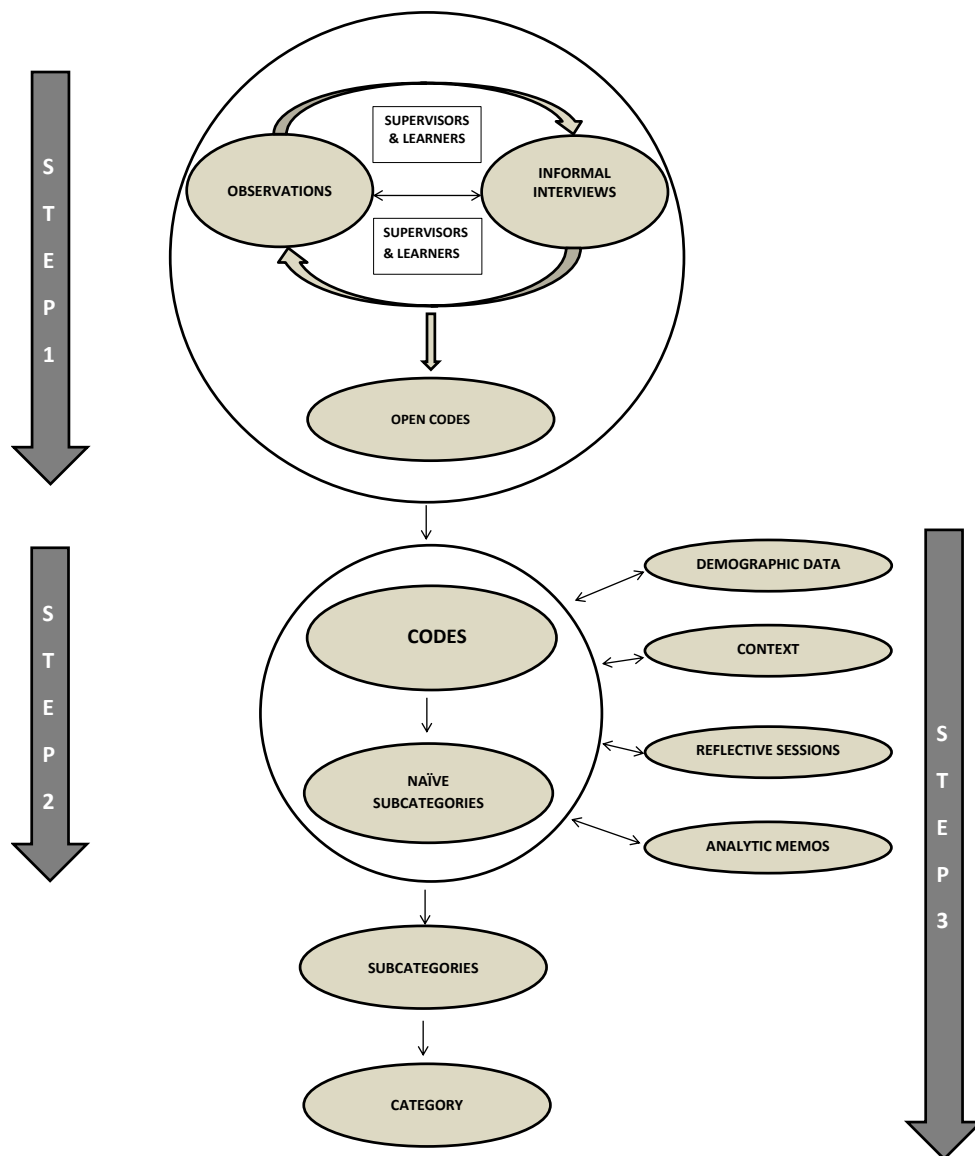 S
T
E
P
1
SUPERVISORS
& LEARNERS
OBSERVATIONS
INFORMAL
INTERVIEWS
SUPERVISORS
& LEARNERS
OPEN CODES
S
T
E
P
2
CODES
NAÏVE
SUBCATEGORIES
DEMOGRAPHIC DATA
CONTEXT
REFLECTIVE SESSIONS
ANALYTIC MEMOS
S
T
E
P
3
SUBCATEGORIES
CATEGORY